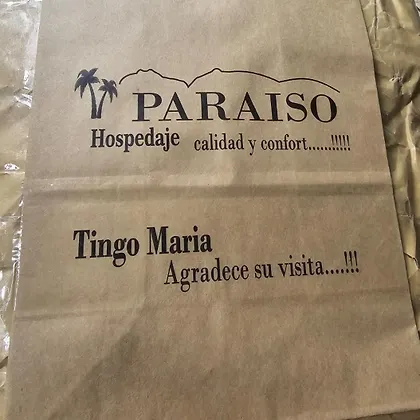 PARAISO
Hospedaje calidad y confort......!!!!!
Tingo Maria
Agradece su visita....!!!